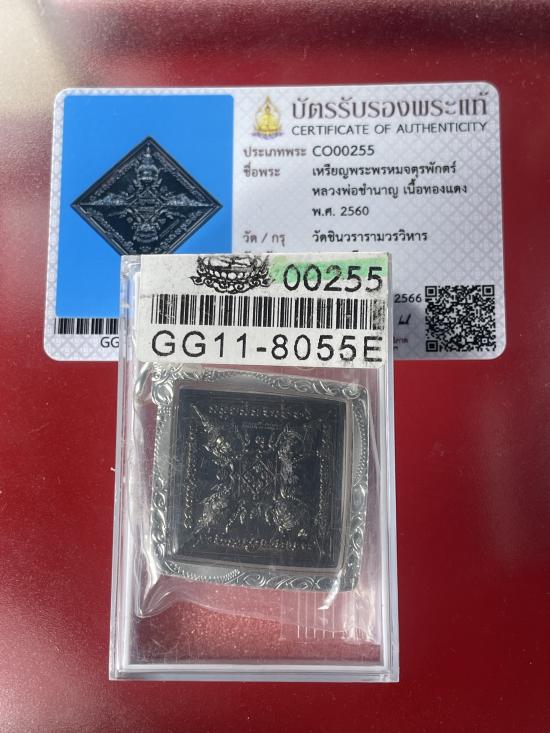 บัตรรับรองพระแท้
CERTIFICATE OF AUTHENTICITY
ประเภทพระ CO00255
ชื่อพระ เหรียญพระพรหมจตุรพักตร์
หลวงพ่อชำนาญ เนื้อทองแดง
พ.ศ. 2560
วัด / กรุ วัดชินวรารามวรวิหาร
2566
GG
00255
GG11-8055E